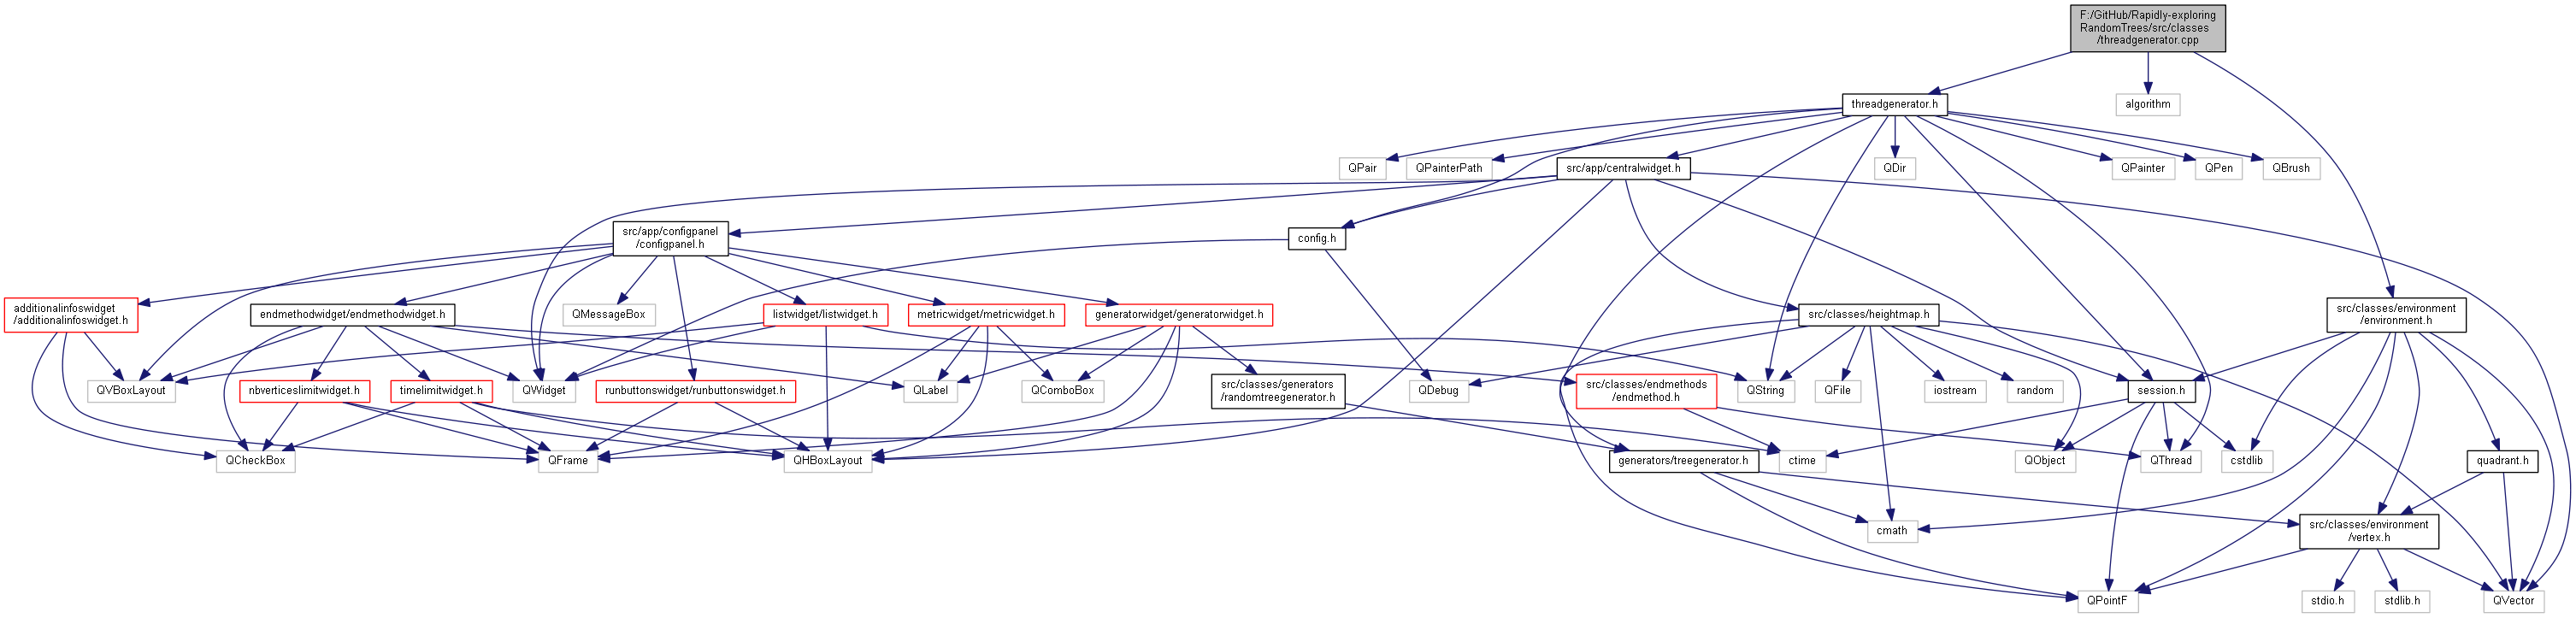 F:/GitHub/Rapidly-exploring
RandomTrees/src/classes
/threadgenerator.cpp
threadgenerator.h
algorithm
QPair
QPainterPath
src/app/centralwidget.h
QDir
QPainter
QPen
QBrush
src/app/configpanel
/configpanel.h
config.h
additionalinfoswidget
/additionalinfoswidget.h
endmethodwidget/endmethodwidget.h
QMessageBox
listwidget/listwidget.h
metricwidget/metricwidget.h
generatorwidget/generatorwidget.h
src/classes/heightmap.h
src/classes/environment
/environment.h
QVBoxLayout
nbverticeslimitwidget.h
timelimitwidget.h
QWidget
runbuttonswidget/runbuttonswidget.h
QLabel
QComboBox
src/classes/generators
/randomtreegenerator.h
QDebug
src/classes/endmethods
/endmethod.h
QString
QFile
iostream
random
session.h
QCheckBox
QFrame
QHBoxLayout
generators/treegenerator.h
ctime
QObject
QThread
cstdlib
quadrant.h
cmath
src/classes/environment
/vertex.h
QPointF
stdio.h
stdlib.h
QVector